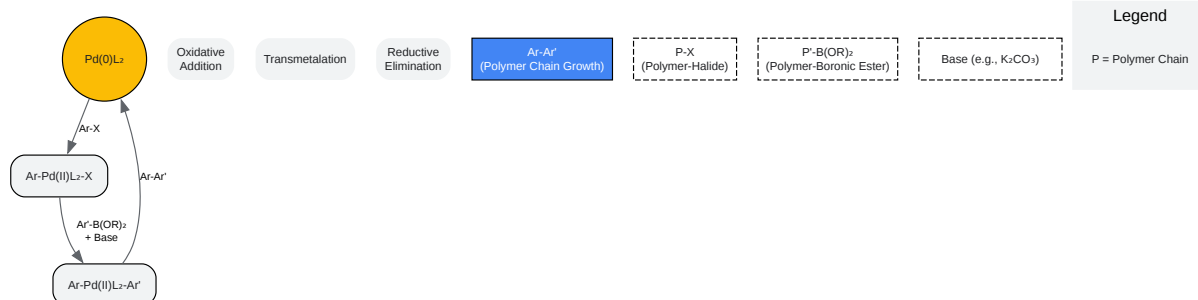 Legend
Pd(0)L₂
Oxidative
Addition
Transmetalation
Reductive
Elimination
Ar-Ar'
(Polymer Chain Growth)
P-X
(Polymer-Halide)
P'-B(OR)₂
(Polymer-Boronic Ester)
Base (e.g., K₂CO₃)
P = Polymer Chain
Ar-X
Ar-Pd(II)L₂-X
Ar-Ar'
Ar'-B(OR)₂
+ Base
Ar-Pd(II)L₂-Ar'